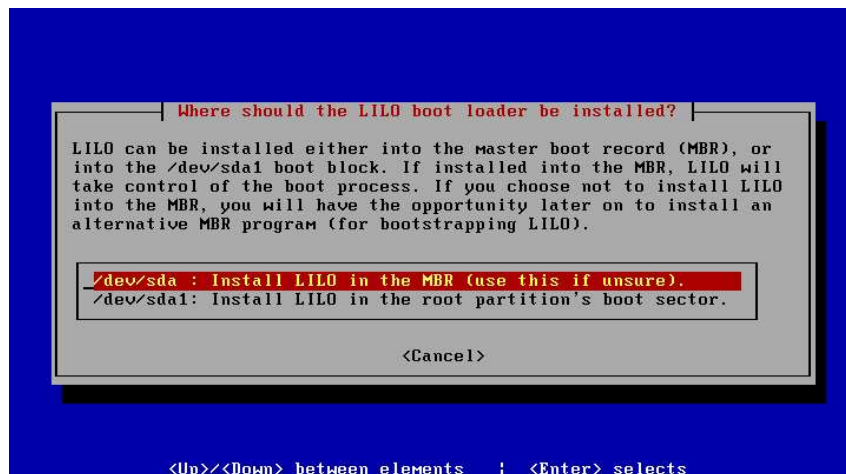 Where should the LILO boot loader be installed?
LILO can be installed either into the master boot record (MBR), or
into the /dev/sda1 boot block. If installed into the MBR, LILO will
take control of the boot process. If you choose not to install LILO
into the MBR, you will have the opportunity later on to install an
alternative MBR program (for bootstrapping LILO).
/dev/sda : Install LILO in the MBR (use this if unsure).
/dev/sda1: Install LILO in the root partition's boot sector.
<Cancel>
<Up>/<Down> between elements ¦ <Enter> selects